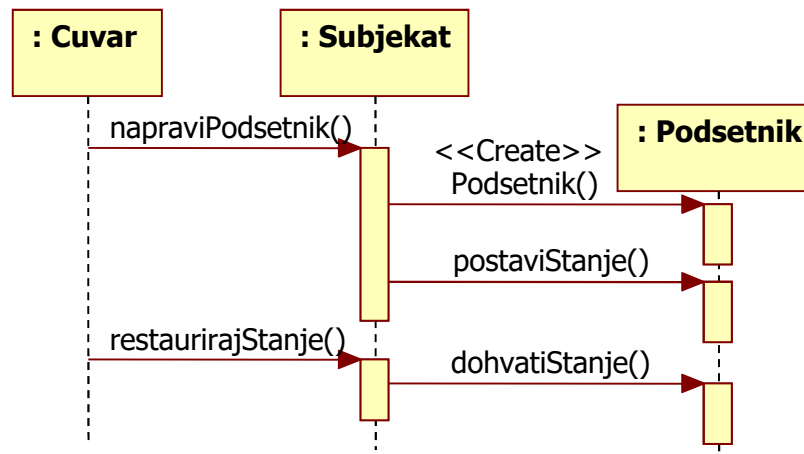 : Cuvar
: Subjekat
: Podsetnik
napraviPodsetnik()
<<Create>>
Podsetnik()
postaviStanje()
restaurirajStanje()
dohvatiStanje()